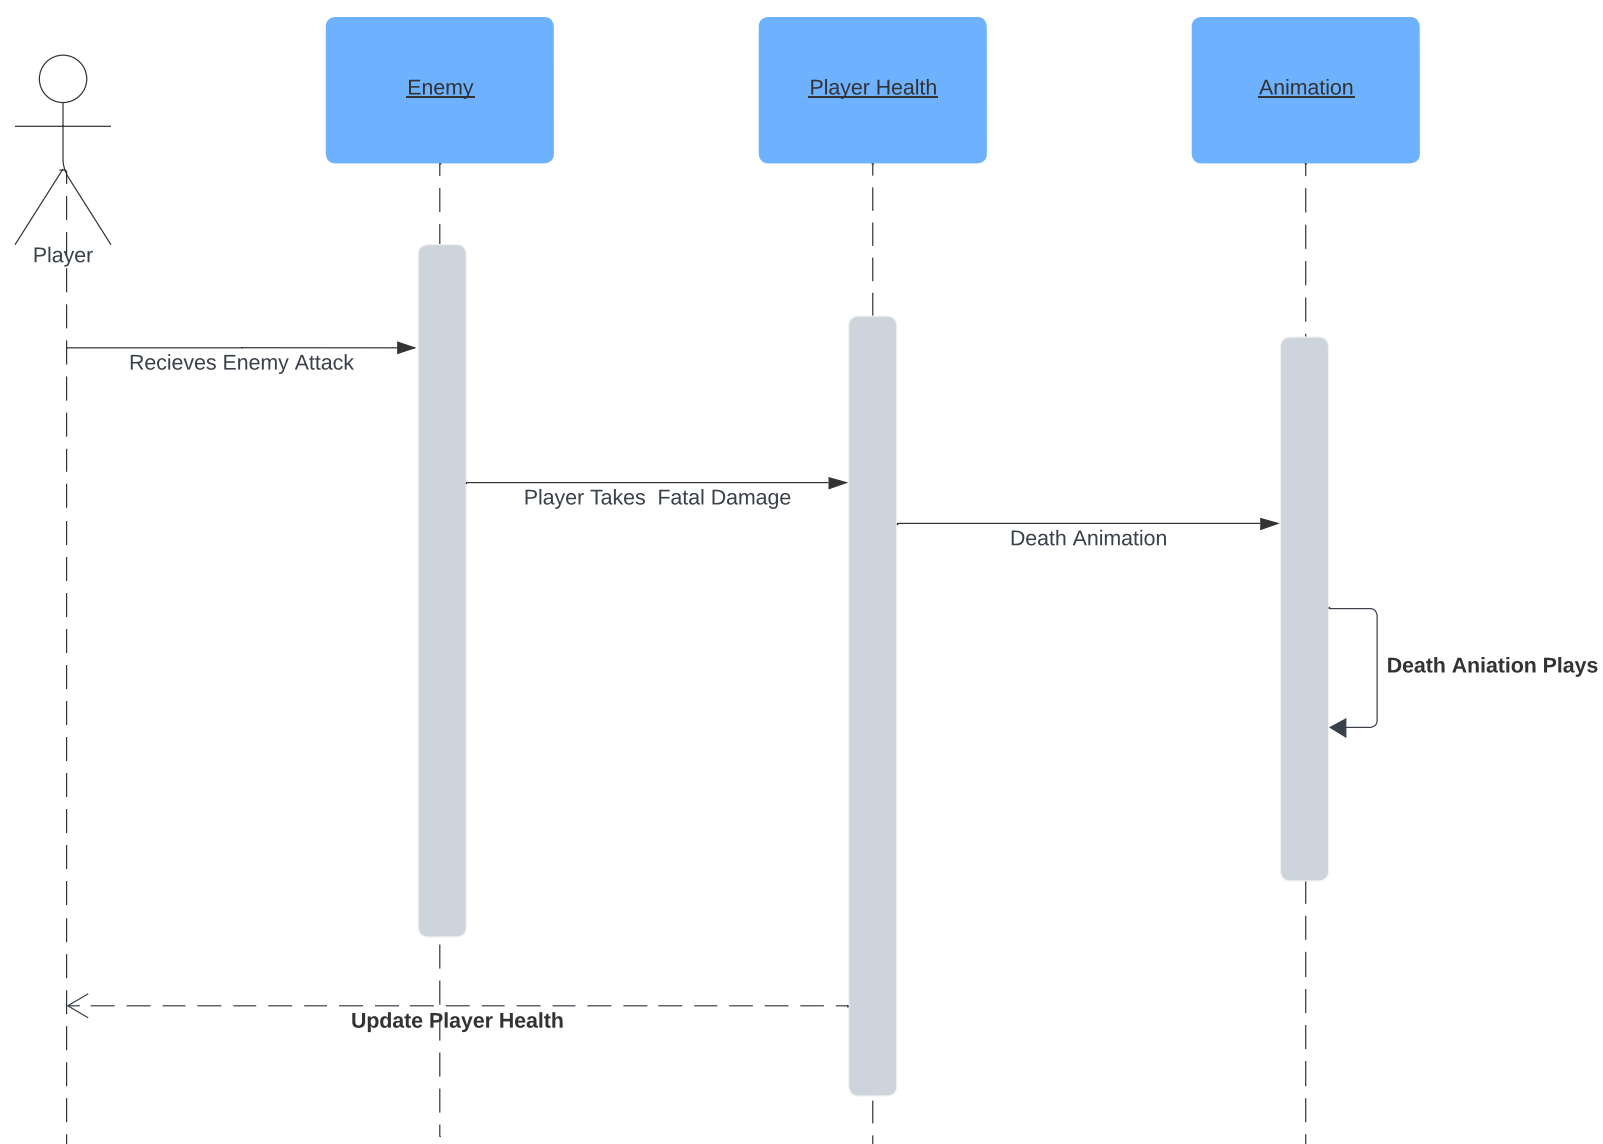 Enemy
Player Health
Animation
Player
Recieves Enemy Attack
Player Takes  Fatal Damage
Death Animation
Death Aniation Plays
Update Player Health